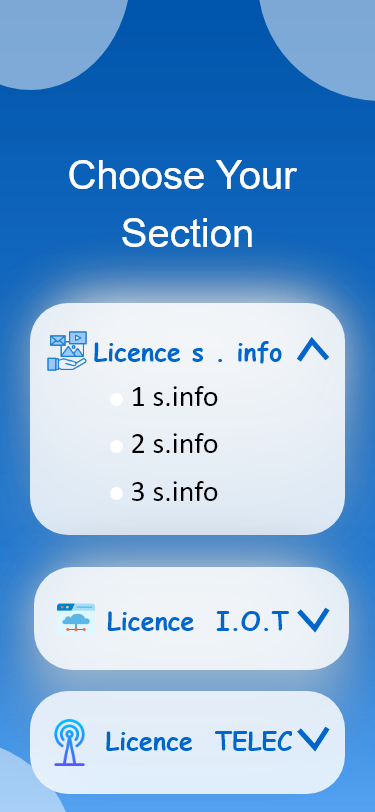 Choose Your
Section
Licence s . info
1 s.info
2 s.info
3 s.info
Licence I.O.T
Licence TELEC